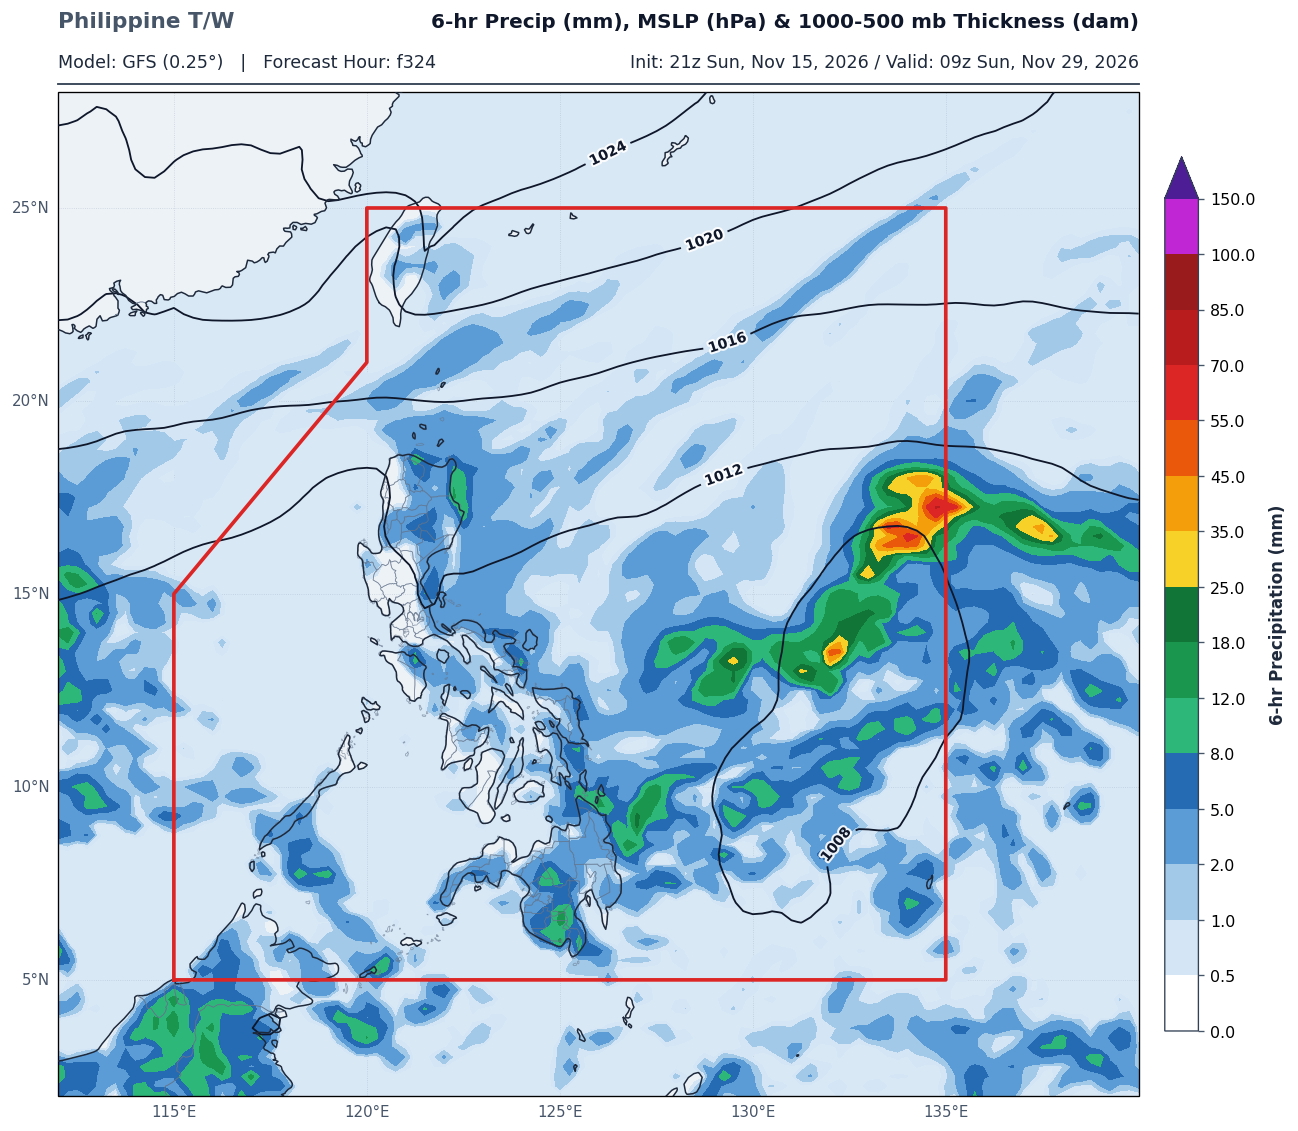 Philippine T/W
6-hr Precip (mm), MSLP (hPa) & 1000-500 mb Thickness (dam)
Model: GFS (0.25°) | Forecast Hour: f324
Init: 21z Sun, Nov 15, 2026 / Valid: 09z Sun, Nov 29, 2026
1024
1020
1016
1012
1008
25°N
20°N
15°N
10°N
5°N
115°E
120°E
125°E
130°E
135°E
150.0
100.0
85.0
70.0
55.0
45.0
35.0
25.0
18.0
12.0
8.0
5.0
2.0
1.0
0.5
0.0
6-hr Precipitation (mm)